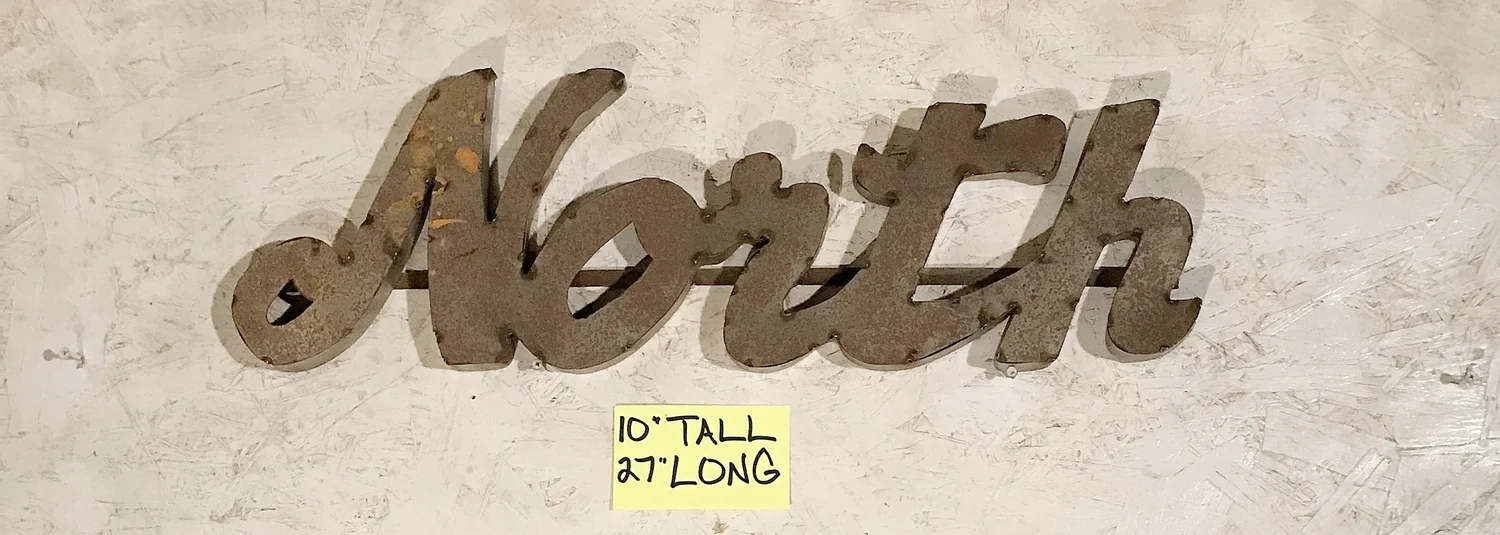 North
10" TALL
27" LONG